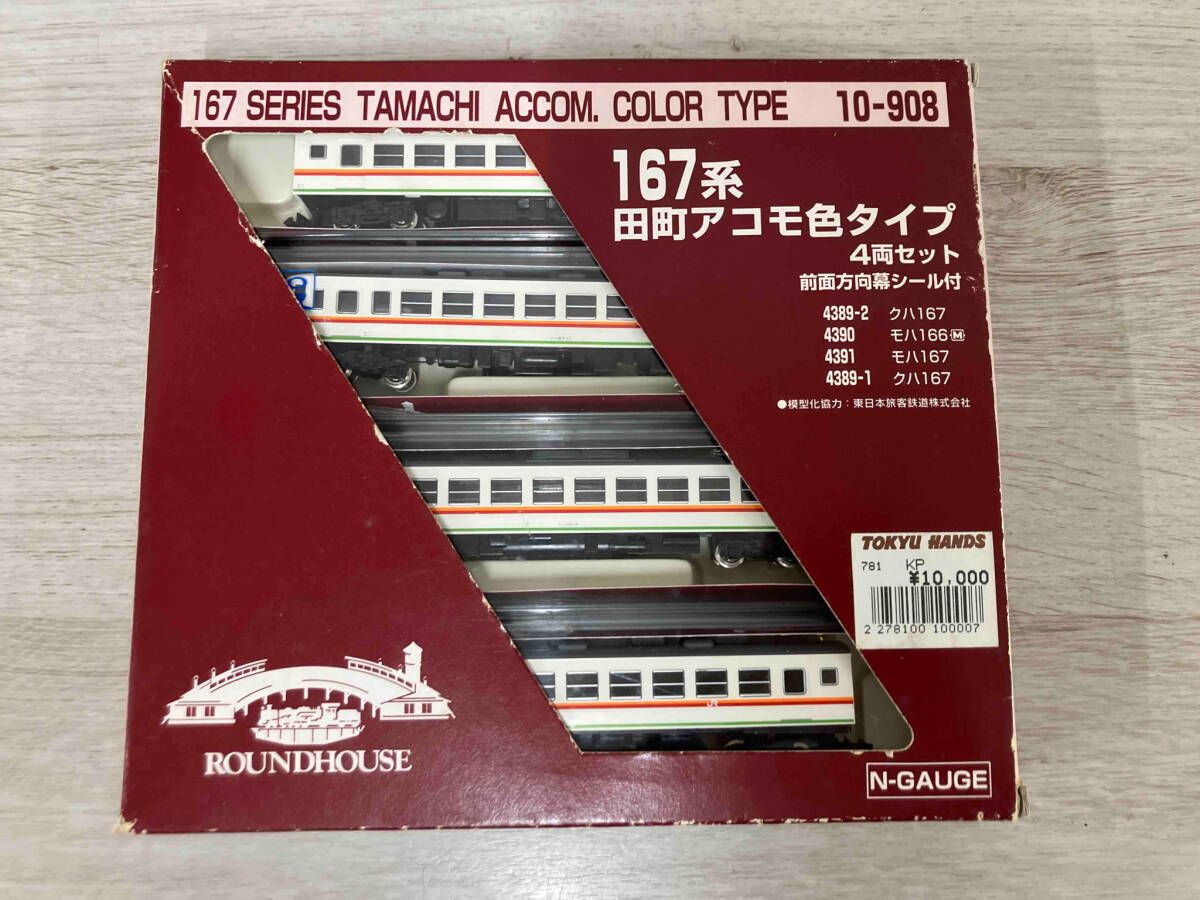 167 SERIES TAMACHI ACCOM. COLOR TYPE 10-908
167系
田町アコモ色タイプ
4両セット
前面方向幕シール付
4389-2 クハ167
4390 モハ166 M
4391 モハ167
4389-1 クハ167
●模型化協力：東日本旅客鉄道株式会社
TOKYU HANDS
781 KP
¥10,000
2 278100 100007
JR
ROUNDHOUSE
N-GAUGE